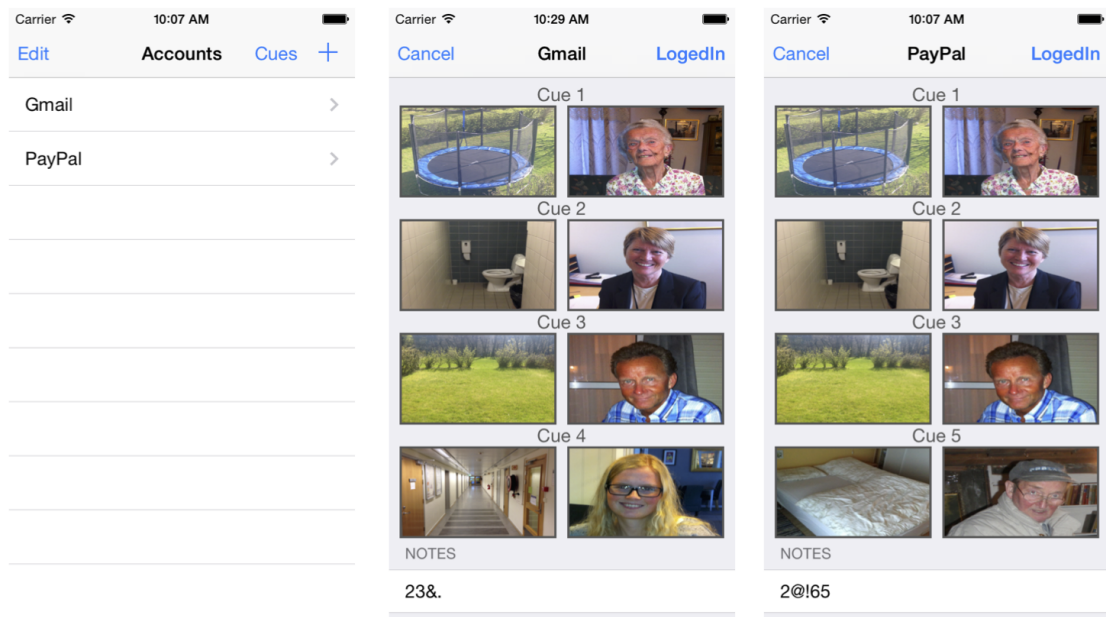 Carrier 10:07 AM
Edit Accounts Cues +
Gmail
PayPal
Carrier 10:29 AM
Cancel Gmail LogedIn
Cue 1
Cue 2
Cue 3
Cue 4
NOTES
23&.
Carrier 10:07 AM
Cancel PayPal LogedIn
Cue 1
Cue 2
Cue 3
Cue 5
NOTES
2@!65